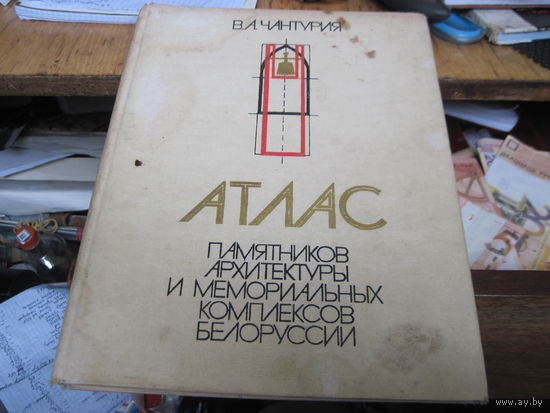 В.А.ЧАНТУРИЯ
АТЛАС
ПАМЯТНИКОВ
АРХИТЕКТУРЫ
И МЕМОРИАЛЬНЫХ
КОМПЛЕКСОВ
БЕЛОРУССИИ
www.ay.by